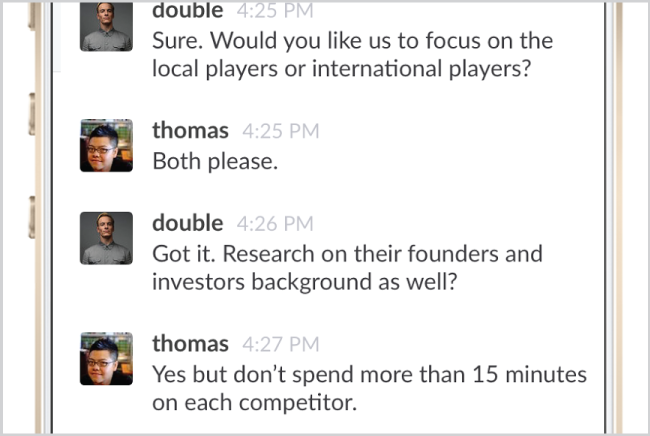 double 4:25 PM
Sure. Would you like us to focus on the
local players or international players?
thomas 4:25 PM
Both please.
double 4:26 PM
Got it. Research on their founders and
investors background as well?
thomas 4:27 PM
Yes but don’t spend more than 15 minutes
on each competitor.